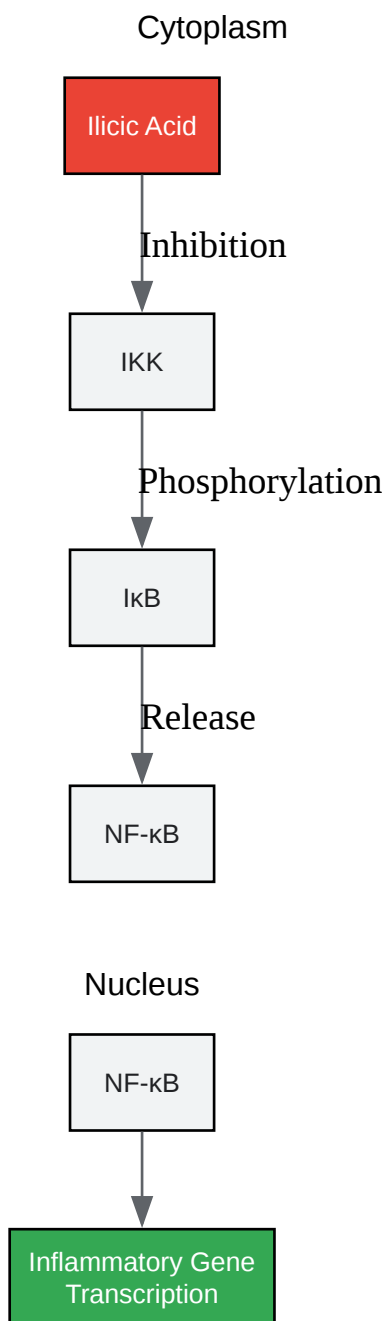 Cytoplasm
Ilicic Acid
Inhibition
IKK
Phosphorylation
IκB
Release
NF-κB
Nucleus
NF-κB
Inflammatory Gene
Transcription